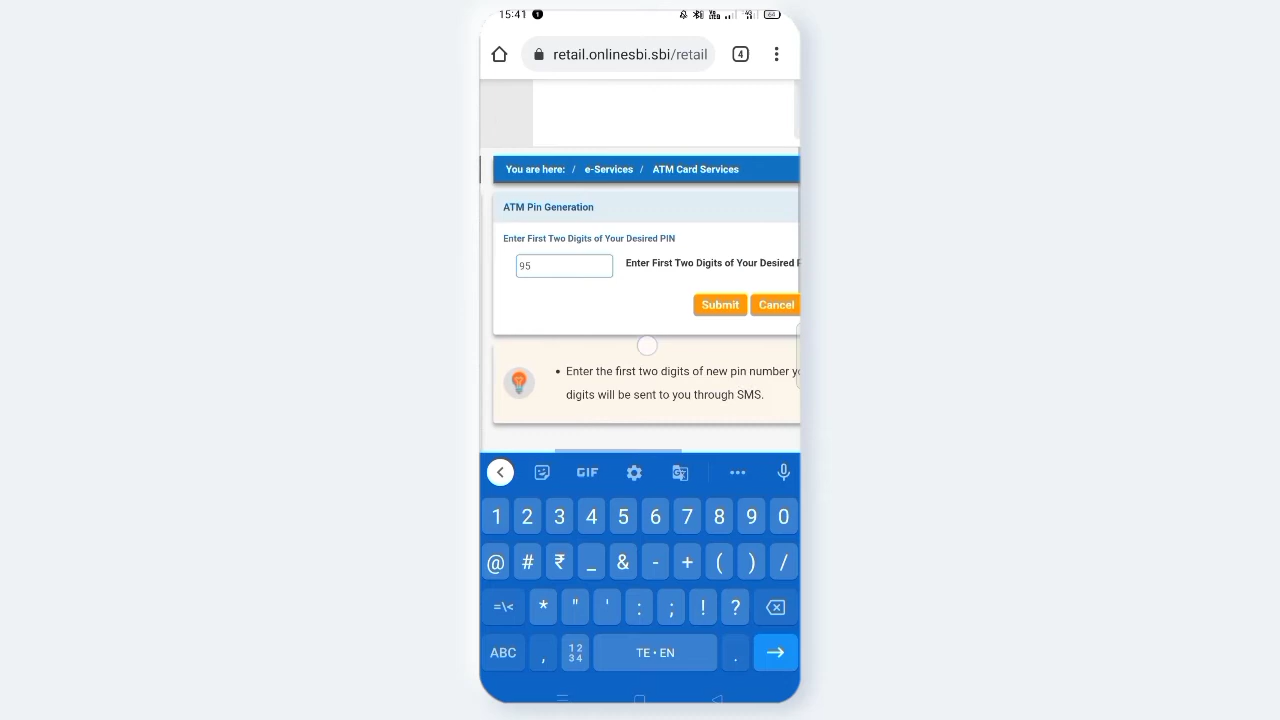 15:41
retail.onlinesbi.sbi/retail 4
You are here: / e-Services / ATM Card Services
ATM Pin Generation
Enter First Two Digits of Your Desired PIN
95 Enter First Two Digits of Your Desired
Submit Cancel
• Enter the first two digits of new pin number
digits will be sent to you through SMS.
GIF
1 2 3 4 5 6 7 8 9 0
@ # ₹ _ & - + ( ) /
=\< * " ' : ; ! ?
ABC , 1234 TE • EN .